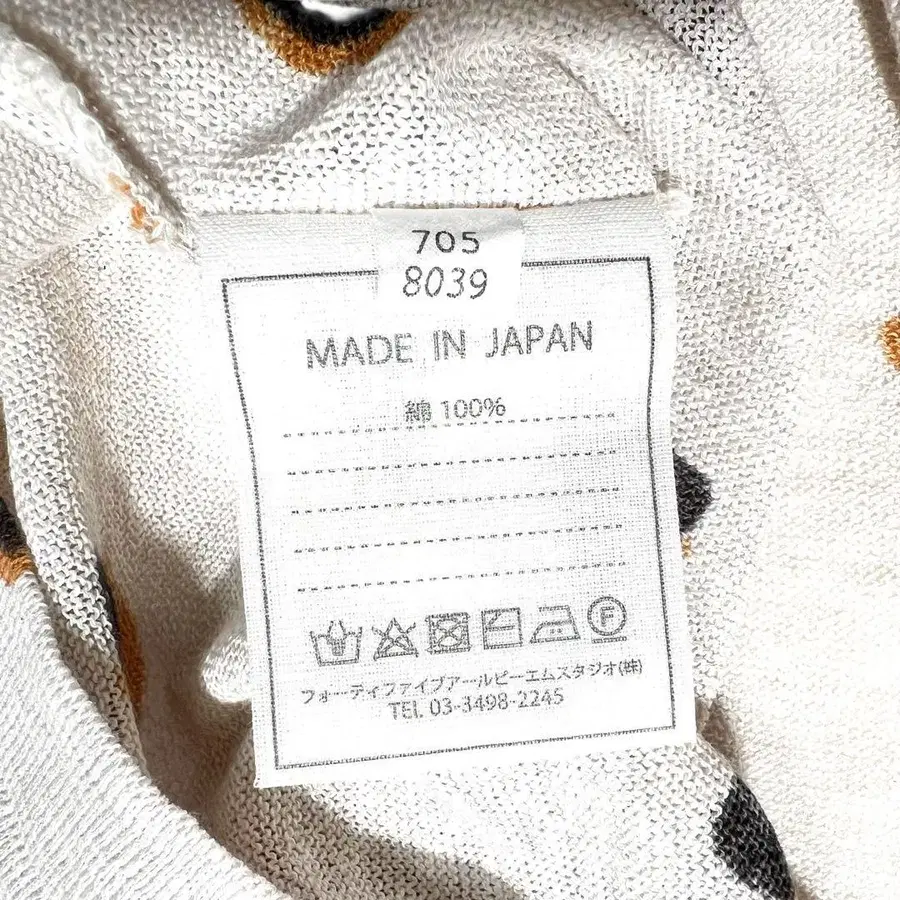 705
8039
MADE IN JAPAN
綿 100%
F
フォーティファイブアールピーエムスタジオ(株)
TEL 03-3498-2245